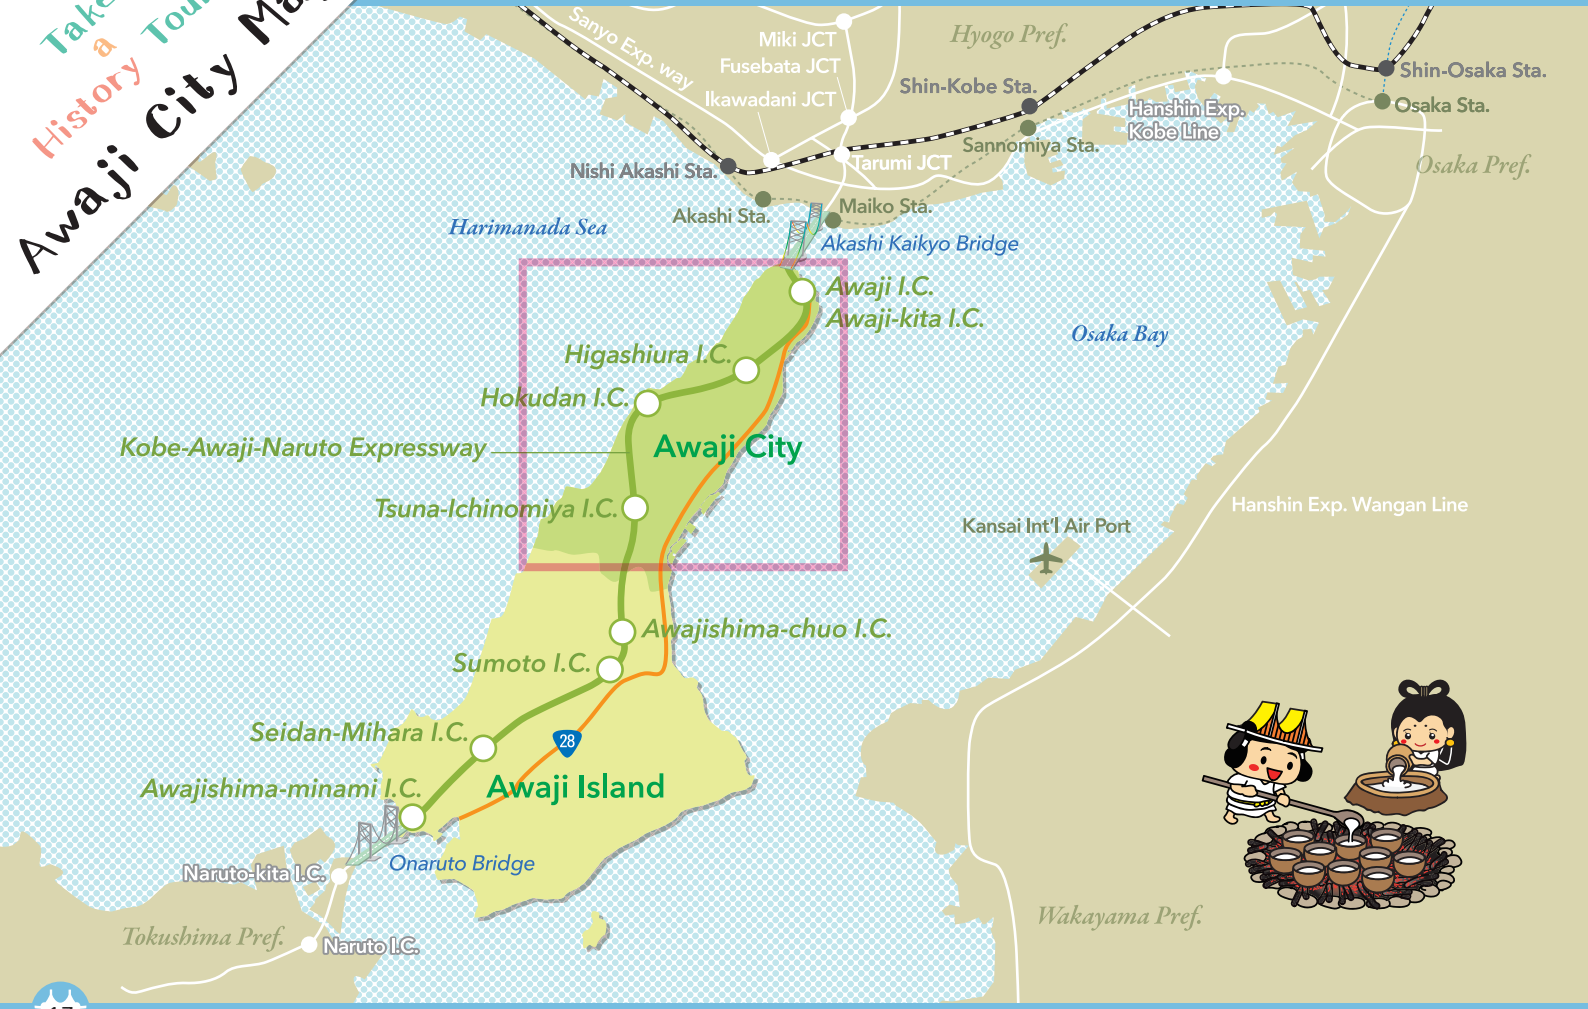 Take
a
History
Tour
Awaji City Ma
Sanyo Exp. way
Miki JCT
Fusebata JCT
Ikawadani JCT
Hyogo Pref.
Shin-Kobe Sta.
Shin-Osaka Sta.
Osaka Sta.
Hanshin Exp.
Kobe Line
Sannomiya Sta.
Nishi Akashi Sta.
Tarumi JCT
Osaka Pref.
Akashi Sta.
Maiko Sta.
Harimanada Sea
Akashi Kaikyo Bridge
Awaji I.C.
Awaji-kita I.C.
Osaka Bay
Higashiura I.C.
Hokudan I.C.
Kobe-Awaji-Naruto Expressway
Awaji City
Tsuna-Ichinomiya I.C.
Hanshin Exp. Wangan Line
Kansai Int'l Air Port
Awajishima-chuo I.C.
Sumoto I.C.
Seidan-Mihara I.C.
28
Awajishima-minami I.C.
Awaji Island
Onaruto Bridge
Naruto-kita I.C.
Tokushima Pref.
Naruto I.C.
Wakayama Pref.